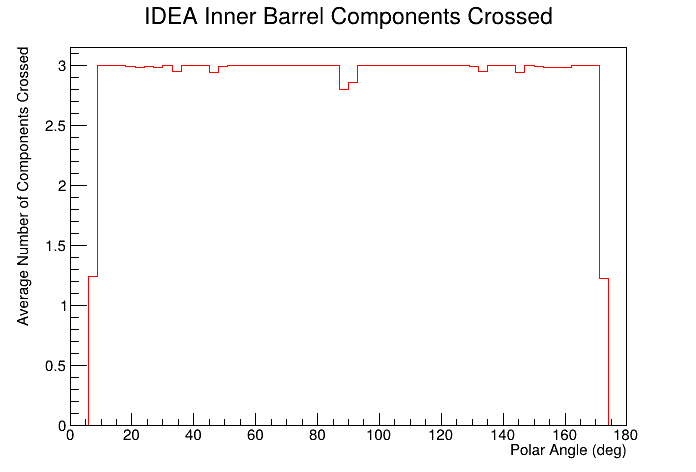 IDEA Inner Barrel Components Crossed
Average Number of Components Crossed
3
2.5
2
1.5
1
0.5
0
0 20 40 60 80 100 120 140 160 180
Polar Angle (deg)